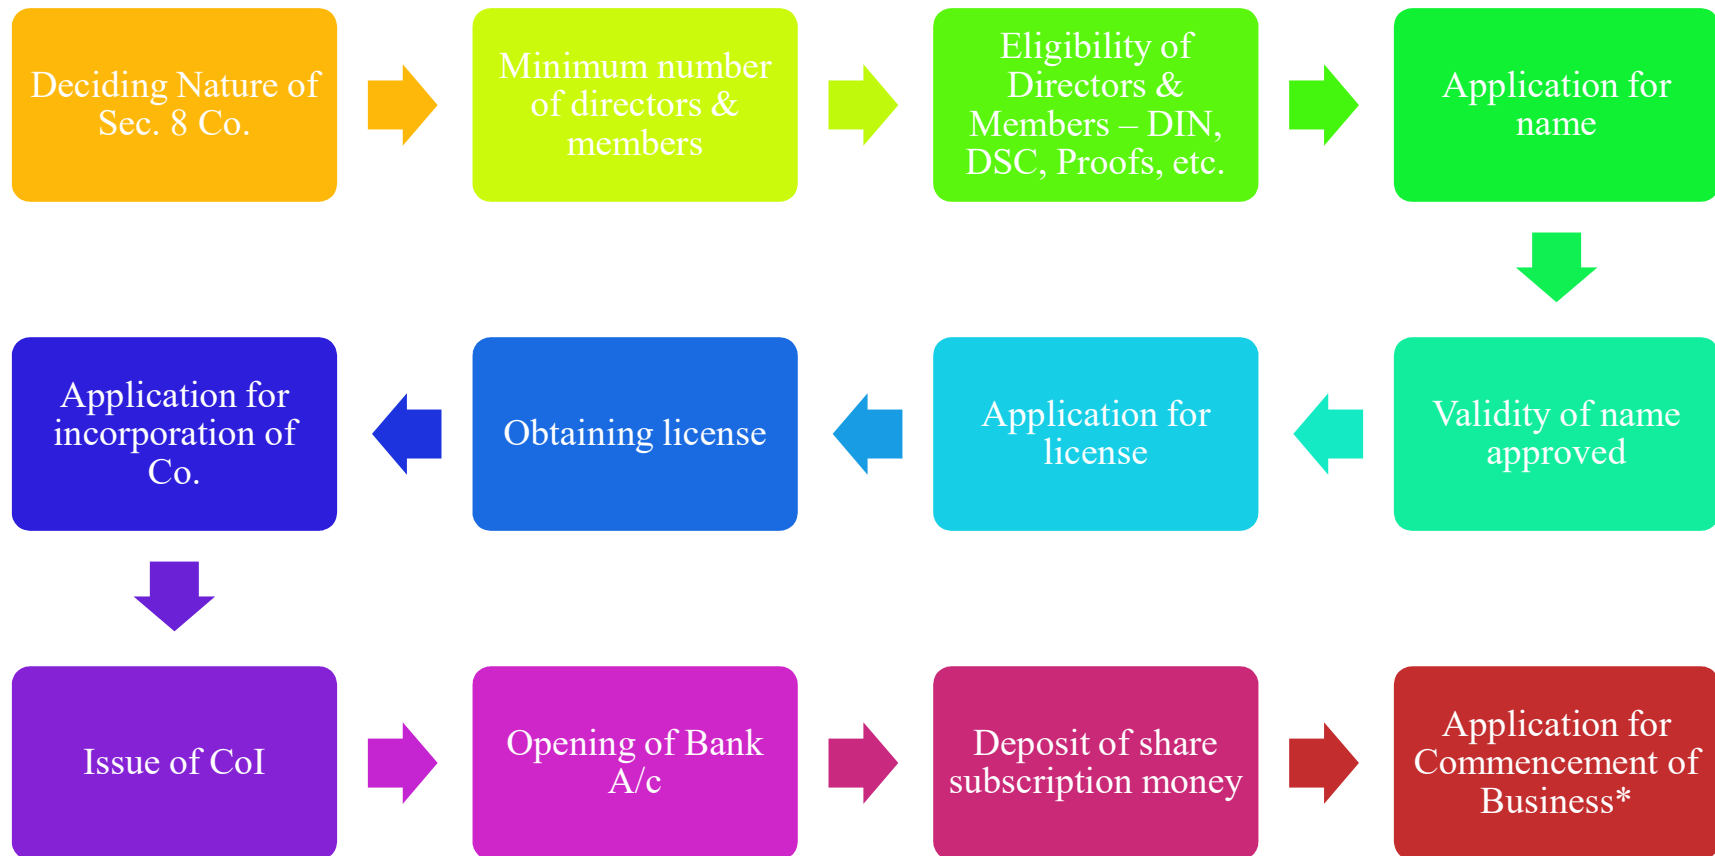 Deciding Nature of
Sec. 8 Co.
Minimum number
of directors &
members
Eligibility of
Directors &
Members – DIN,
DSC, Proofs, etc.
Application for
name
Validity of name
approved
Application for
license
Obtaining license
Application for
incorporation of
Co.
Issue of CoI
Opening of Bank
A/c
Deposit of share
subscription money
Application for
Commencement of
Business*